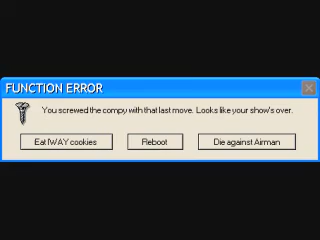 FUNCTION ERROR
You screwed the compy with that last move. Looks like your show's over.
Eat IWAY cookies
Reboot
Die against Airman